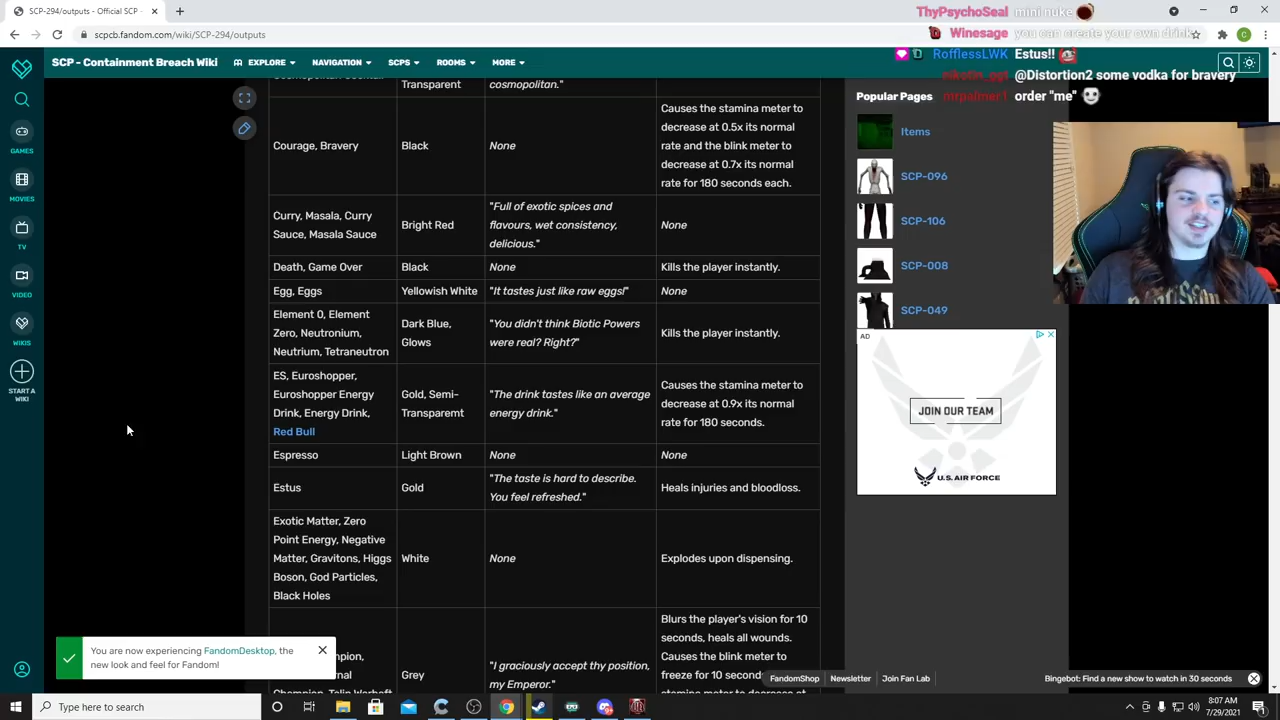 SCP-294/outputs - Official SCP -
scpcb.fandom.com/wiki/SCP-294/outputs
ThyPsychoSeal mini nuke
Winesage you can create your own drink
RofflessLWK Estus!!
@Distortion2 some vodka for bravery
mrpalmer1 order "me"
SCP - Containment Breach Wiki
EXPLORE
NAVIGATION
SCPS
ROOMS
MORE
GAMES
MOVIES
TV
VIDEO
WIKIS
START A
WIKI
Transparent
cosmopolitan."
Courage, Bravery
Black
None
Causes the stamina meter to
decrease at 0.5x its normal
rate and the blink meter to
decrease at 0.7x its normal
rate for 180 seconds each.
Curry, Masala, Curry
Sauce, Masala Sauce
Bright Red
"Full of exotic spices and
flavours, wet consistency,
delicious."
None
Death, Game Over
Black
None
Kills the player instantly.
Egg, Eggs
Yellowish White
"It tastes just like raw eggs!"
None
Element 0, Element
Zero, Neutronium,
Neutrium, Tetraneutron
Dark Blue,
Glows
"You didn't think Biotic Powers
were real? Right?"
Kills the player instantly.
ES, Euroshopper,
Euroshopper Energy
Drink, Energy Drink,
Red Bull
Gold, Semi-
Transparemt
"The drink tastes like an average
energy drink."
Causes the stamina meter to
decrease at 0.9x its normal
rate for 180 seconds.
Espresso
Light Brown
None
None
Estus
Gold
"The taste is hard to describe.
You feel refreshed."
Heals injuries and bloodloss.
Exotic Matter, Zero
Point Energy, Negative
Matter, Gravitons, Higgs
Boson, God Particles,
Black Holes
White
None
Explodes upon dispensing.
Grey
"I graciously accept thy position,
my Emperor."
Blurs the player's vision for 10
seconds, heals all wounds.
Causes the blink meter to
freeze for 10 second
Popular Pages
Items
SCP-096
SCP-106
SCP-008
SCP-049
AD
JOIN OUR TEAM
U.S. AIR FORCE
You are now experiencing FandomDesktop, the
new look and feel for Fandom!
FandomShop
Newsletter
Join Fan Lab
Bingebot: Find a new show to watch in 30 seconds
Type here to search
8:07 AM
7/29/2021